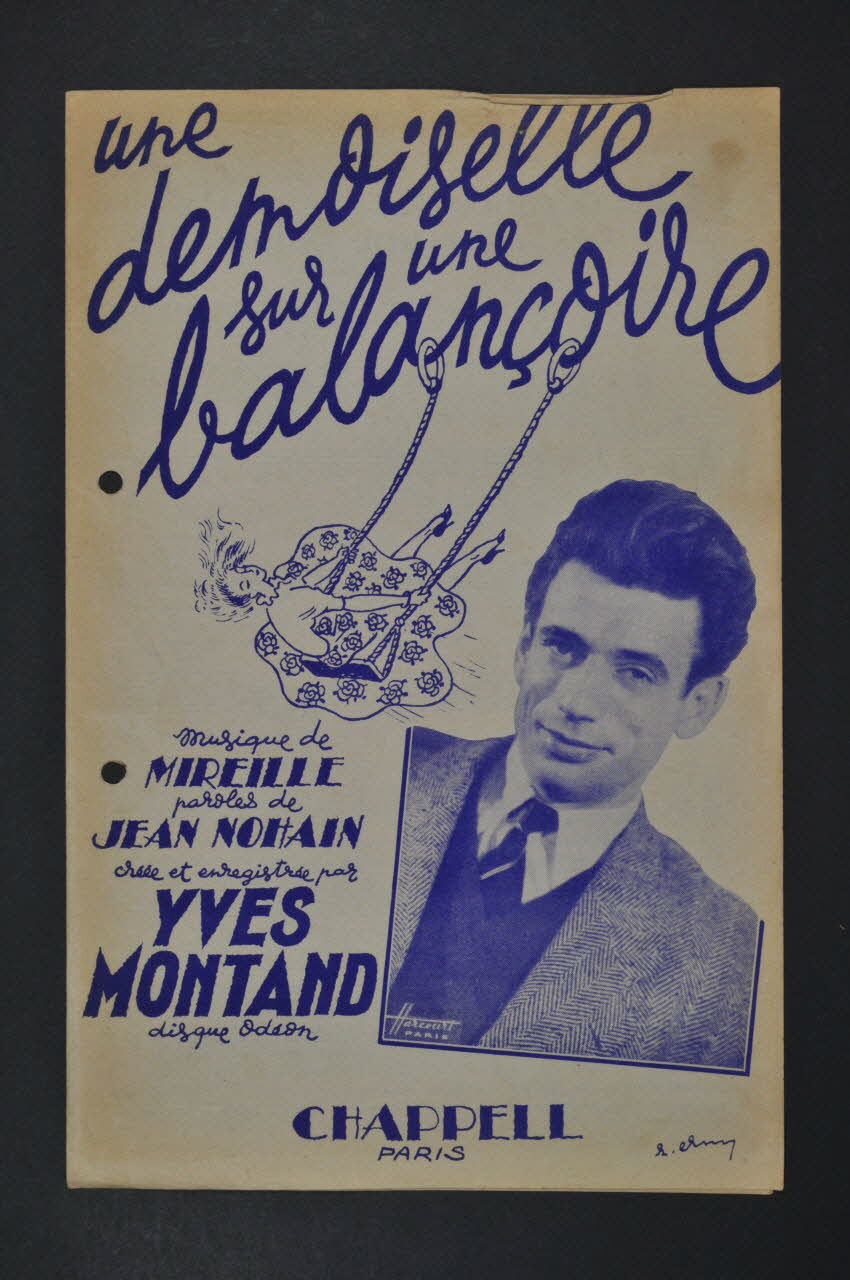 une
demoiselle
sur une
balançoire
musique de
MIREILLE
paroles de
JEAN NOHAIN
créée et enregistrée par
YVES
MONTAND
disque Odéon
Harcourt
PARIS
CHAPPELL
PARIS